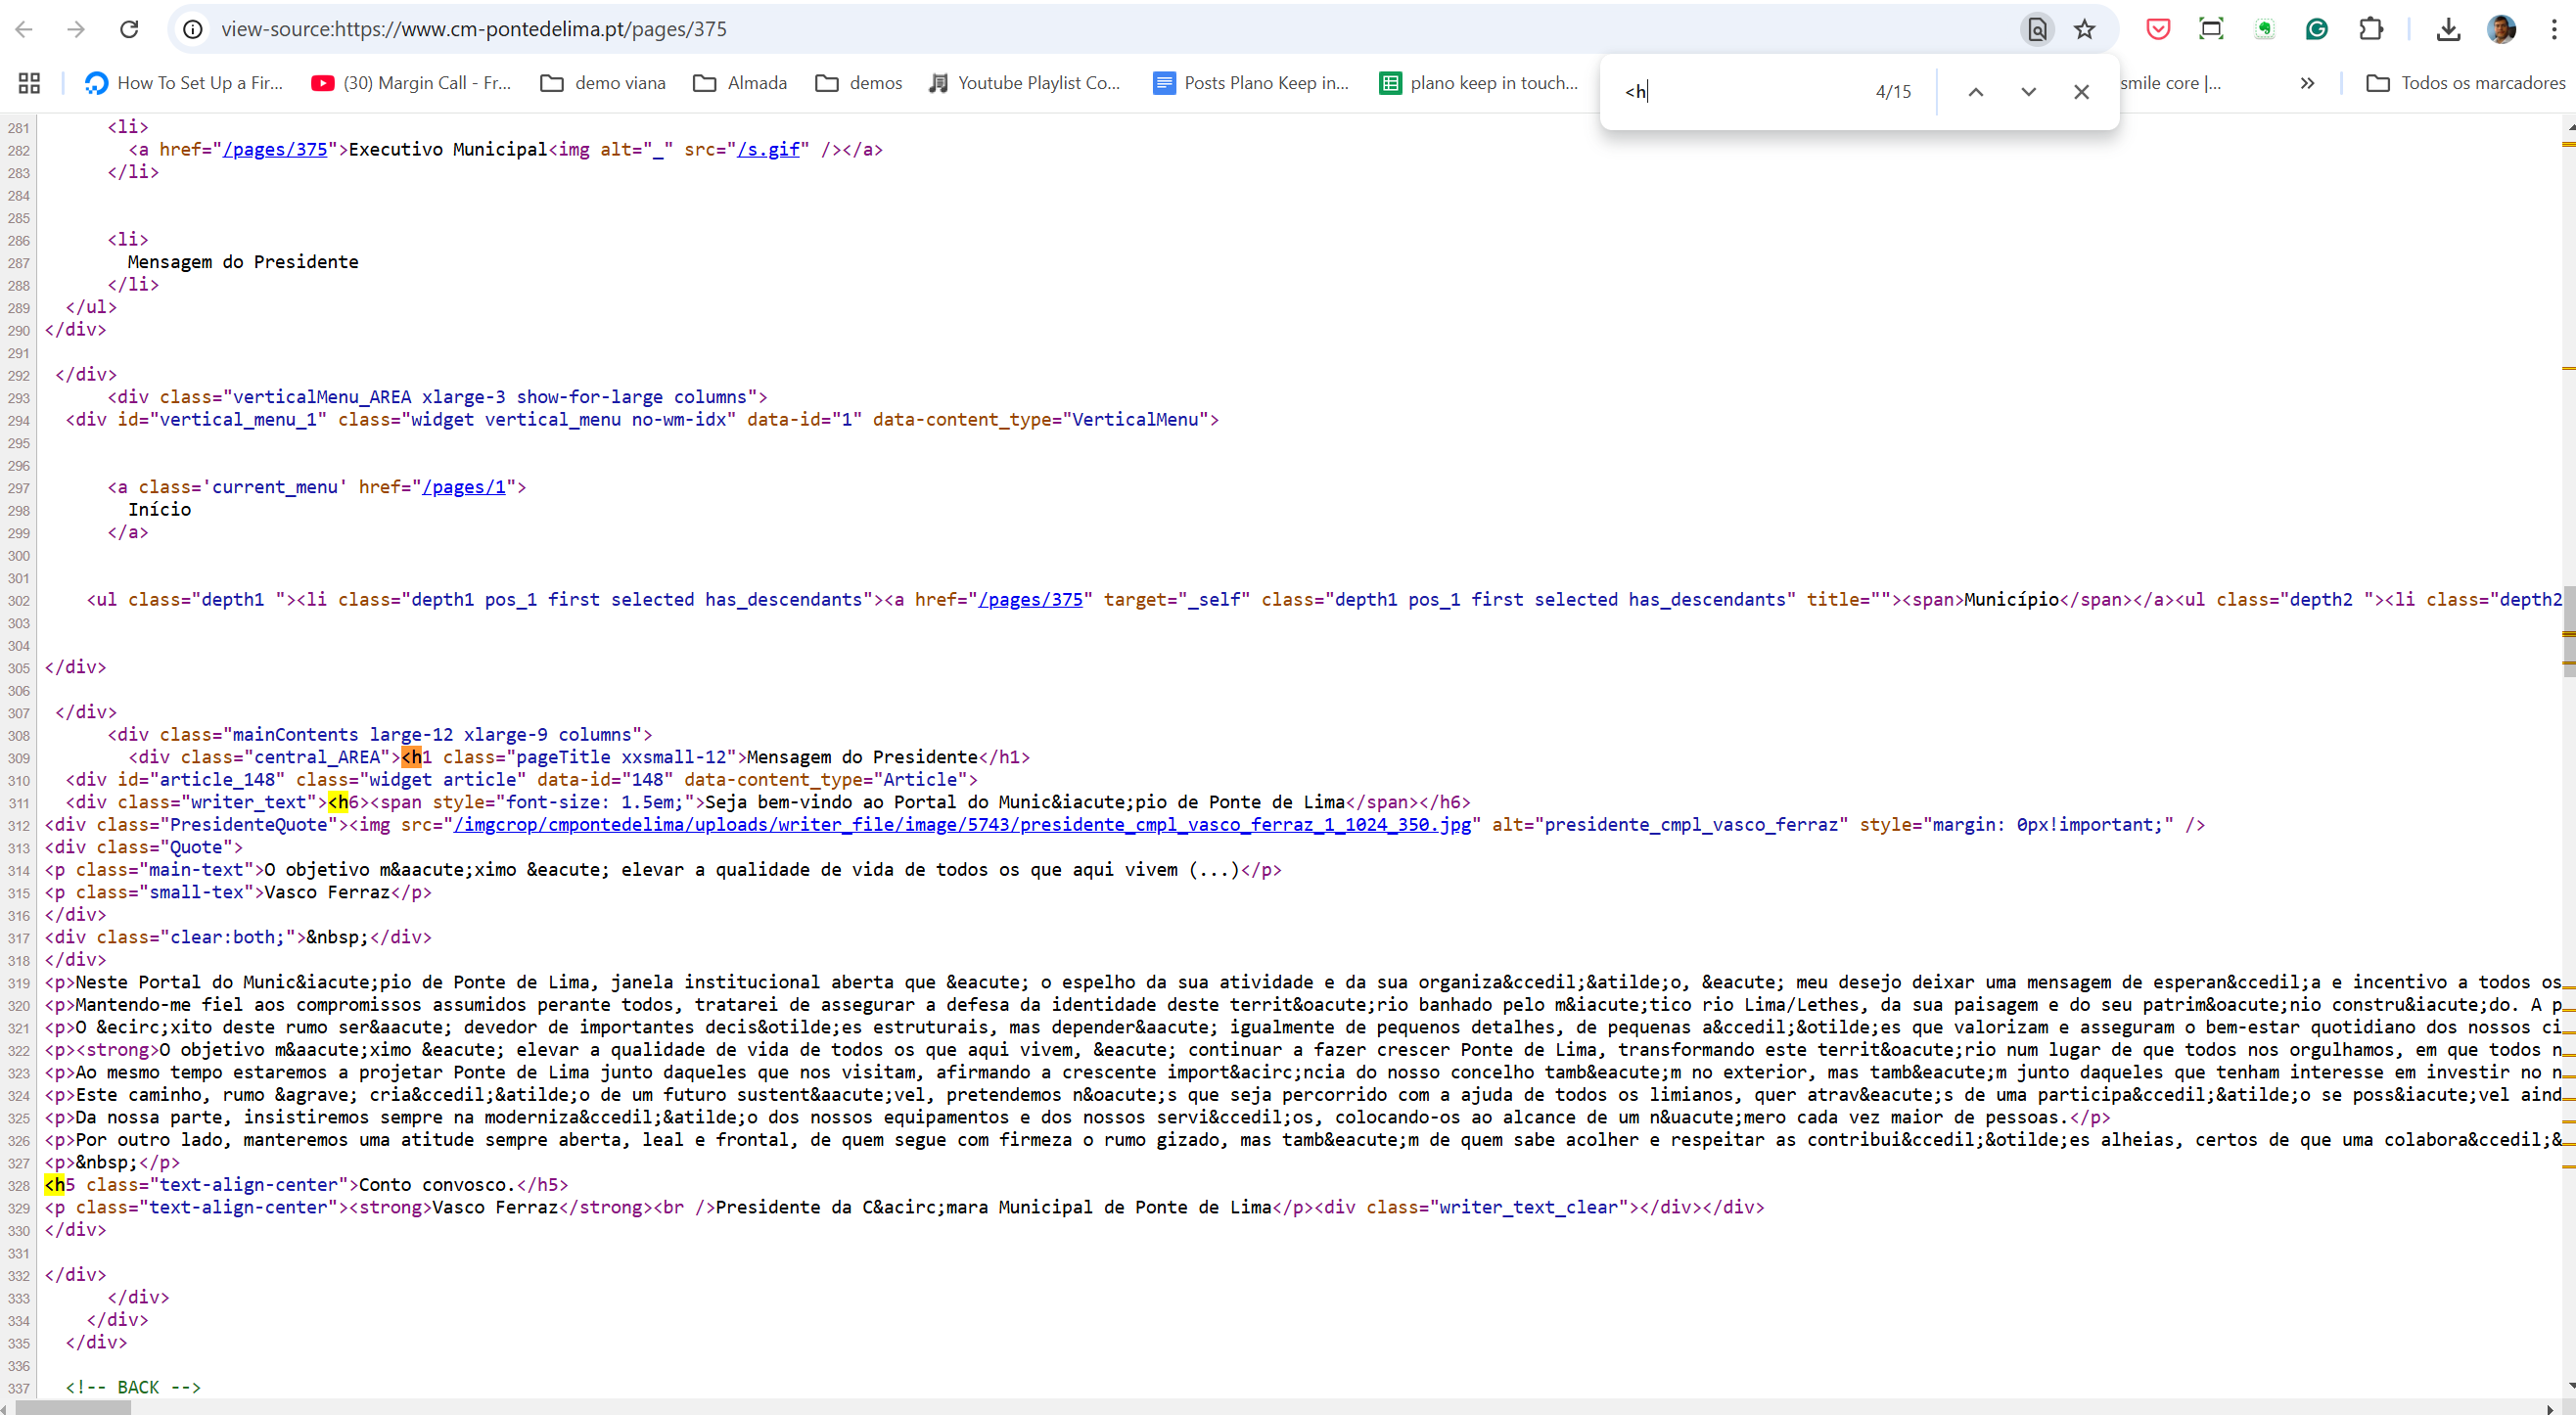 view-source:https://www.cm-pontedelima.pt/pages/375
How To Set Up a Fir... (30) Margin Call - Fr... demo viana Almada demos Youtube Playlist Co... Posts Plano Keep in... plano keep in touch... smile core |... » Todos os marcadores
<h 4/15
281 <li>
282 <a href="/pages/375">Executivo Municipal<img alt="_" src="/s.gif" /></a>
283 </li>
284
285
286 <li>
287 Mensagem do Presidente
288 </li>
289 </ul>
290 </div>
291
292 </div>
293 <div class="verticalMenu_AREA xlarge-3 show-for-large columns">
294 <div id="vertical_menu_1" class="widget vertical_menu no-wm-idx" data-id="1" data-content_type="VerticalMenu">
295
296
297 <a class='current_menu' href="/pages/1">
298 Início
299 </a>
300
301
302 <ul class="depth1 "><li class="depth1 pos_1 first selected has_descendants"><a href="/pages/375" target="_self" class="depth1 pos_1 first selected has_descendants" title=""><span>Município</span></a><ul class="depth2 "><li class="depth2
303
304
305 </div>
306
307 </div>
308 <div class="mainContents large-12 xlarge-9 columns">
309 <div class="central_AREA"><h1 class="pageTitle xxsmall-12">Mensagem do Presidente</h1>
310 <div id="article_148" class="widget article" data-id="148" data-content_type="Article">
311 <div class="writer_text"><h6><span style="font-size: 1.5em;">Seja bem-vindo ao Portal do Munic&iacute;pio de Ponte de Lima</span></h6>
312 <div class="PresidenteQuote"><img src="/imgcrop/cmpontedelima/uploads/writer_file/image/5743/presidente_cmpl_vasco_ferraz_1_1024_350.jpg" alt="presidente_cmpl_vasco_ferraz" style="margin: 0px!important;" />
313 <div class="Quote">
314 <p class="main-text">O objetivo m&aacute;ximo &eacute; elevar a qualidade de vida de todos os que aqui vivem (...)</p>
315 <p class="small-tex">Vasco Ferraz</p>
316 </div>
317 <div class="clear:both;">&nbsp;</div>
318 </div>
319 <p>Neste Portal do Munic&iacute;pio de Ponte de Lima, janela institucional aberta que &eacute; o espelho da sua atividade e da sua organiza&ccedil;&atilde;o, &eacute; meu desejo deixar uma mensagem de esperan&ccedil;a e incentivo a todos os
320 <p>Mantendo-me fiel aos compromissos assumidos perante todos, tratarei de assegurar a defesa da identidade deste territ&oacute;rio banhado pelo m&iacute;tico rio Lima/Lethes, da sua paisagem e do seu patrim&oacute;nio constru&iacute;do. A p
321 <p>O &ecirc;xito deste rumo ser&aacute; devedor de importantes decis&otilde;es estruturais, mas depender&aacute; igualmente de pequenos detalhes, de pequenas a&ccedil;&otilde;es que valorizam e asseguram o bem-estar quotidiano dos nossos ci
322 <p><strong>O objetivo m&aacute;ximo &eacute; elevar a qualidade de vida de todos os que aqui vivem, &eacute; continuar a fazer crescer Ponte de Lima, transformando este territ&oacute;rio num lugar de que todos nos orgulhamos, em que todos n
323 <p>Ao mesmo tempo estaremos a projetar Ponte de Lima junto daqueles que nos visitam, afirmando a crescente import&acirc;ncia do nosso concelho tamb&eacute;m no exterior, mas tamb&eacute;m junto daqueles que tenham interesse em investir no n
324 <p>Este caminho, rumo &agrave; cria&ccedil;&atilde;o de um futuro sustent&aacute;vel, pretendemos n&oacute;s que seja percorrido com a ajuda de todos os limianos, quer atrav&eacute;s de uma participa&ccedil;&atilde;o se poss&iacute;vel aind
325 <p>Da nossa parte, insistiremos sempre na moderniza&ccedil;&atilde;o dos nossos equipamentos e dos nossos servi&ccedil;os, colocando-os ao alcance de um n&uacute;mero cada vez maior de pessoas.</p>
326 <p>Por outro lado, manteremos uma atitude sempre aberta, leal e frontal, de quem segue com firmeza o rumo gizado, mas tamb&eacute;m de quem sabe acolher e respeitar as contribui&ccedil;&otilde;es alheias, certos de que uma colabora&ccedil;&
327 <p>&nbsp;</p>
328 <h5 class="text-align-center">Conto convosco.</h5>
329 <p class="text-align-center"><strong>Vasco Ferraz</strong><br />Presidente da C&acirc;mara Municipal de Ponte de Lima</p><div class="writer_text_clear"></div></div>
330 </div>
331
332 </div>
333 </div>
334 </div>
335 </div>
336
337 <!-- BACK -->